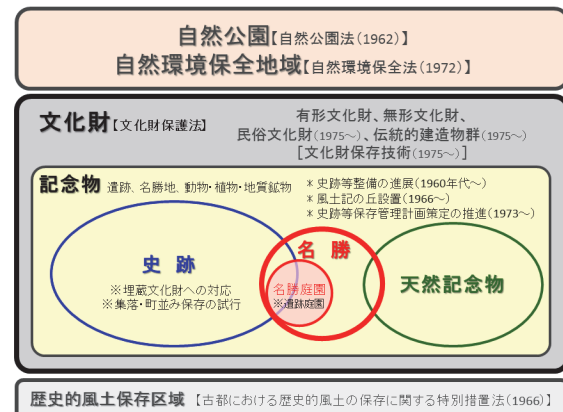 自然公園【自然公園法(1962)】
自然環境保全地域【自然環境保全法(1972)】
文化財【文化財保護法】
有形文化財、無形文化財、
民俗文化財(1975～)、伝統的建造物群(1975～)
［文化財保存技術(1975～)］
記念物 遺跡、名勝地、動物・植物・地質鉱物
＊史跡等整備の進展(1960年代～)
＊風土記の丘設置(1966～)
＊史跡等保存管理計画策定の推進(1973～)
史 跡
※埋蔵文化財への対応
※集落・町並み保存の試行
名 勝
名勝庭園
※遺跡庭園
天然記念物
歴史的風土保存区域 【古都における歴史的風土の保存に関する特別措置法(1966)】